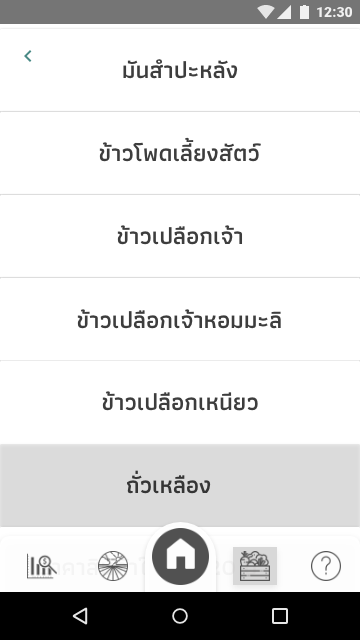 12:30
มันสำปะหลัง
ข้าวโพดเลี้ยงสัตว์
ข้าวเปลือกเจ้า
ข้าวเปลือกเจ้าหอมมะลิ
ข้าวเปลือกเหนียว
ถั่วเหลือง